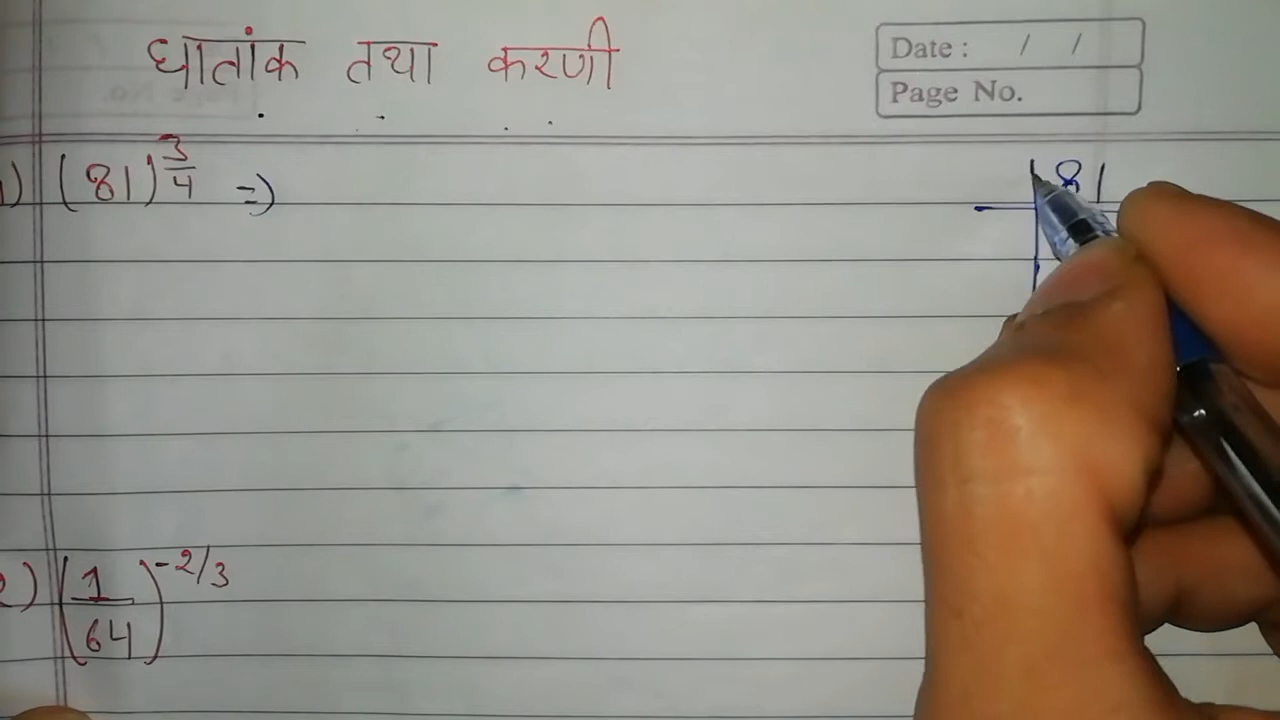 घातांक तथा करणी
Date : / /
Page No.
1) (81)^3/4 =)
81
2) (1/64)^-2/3